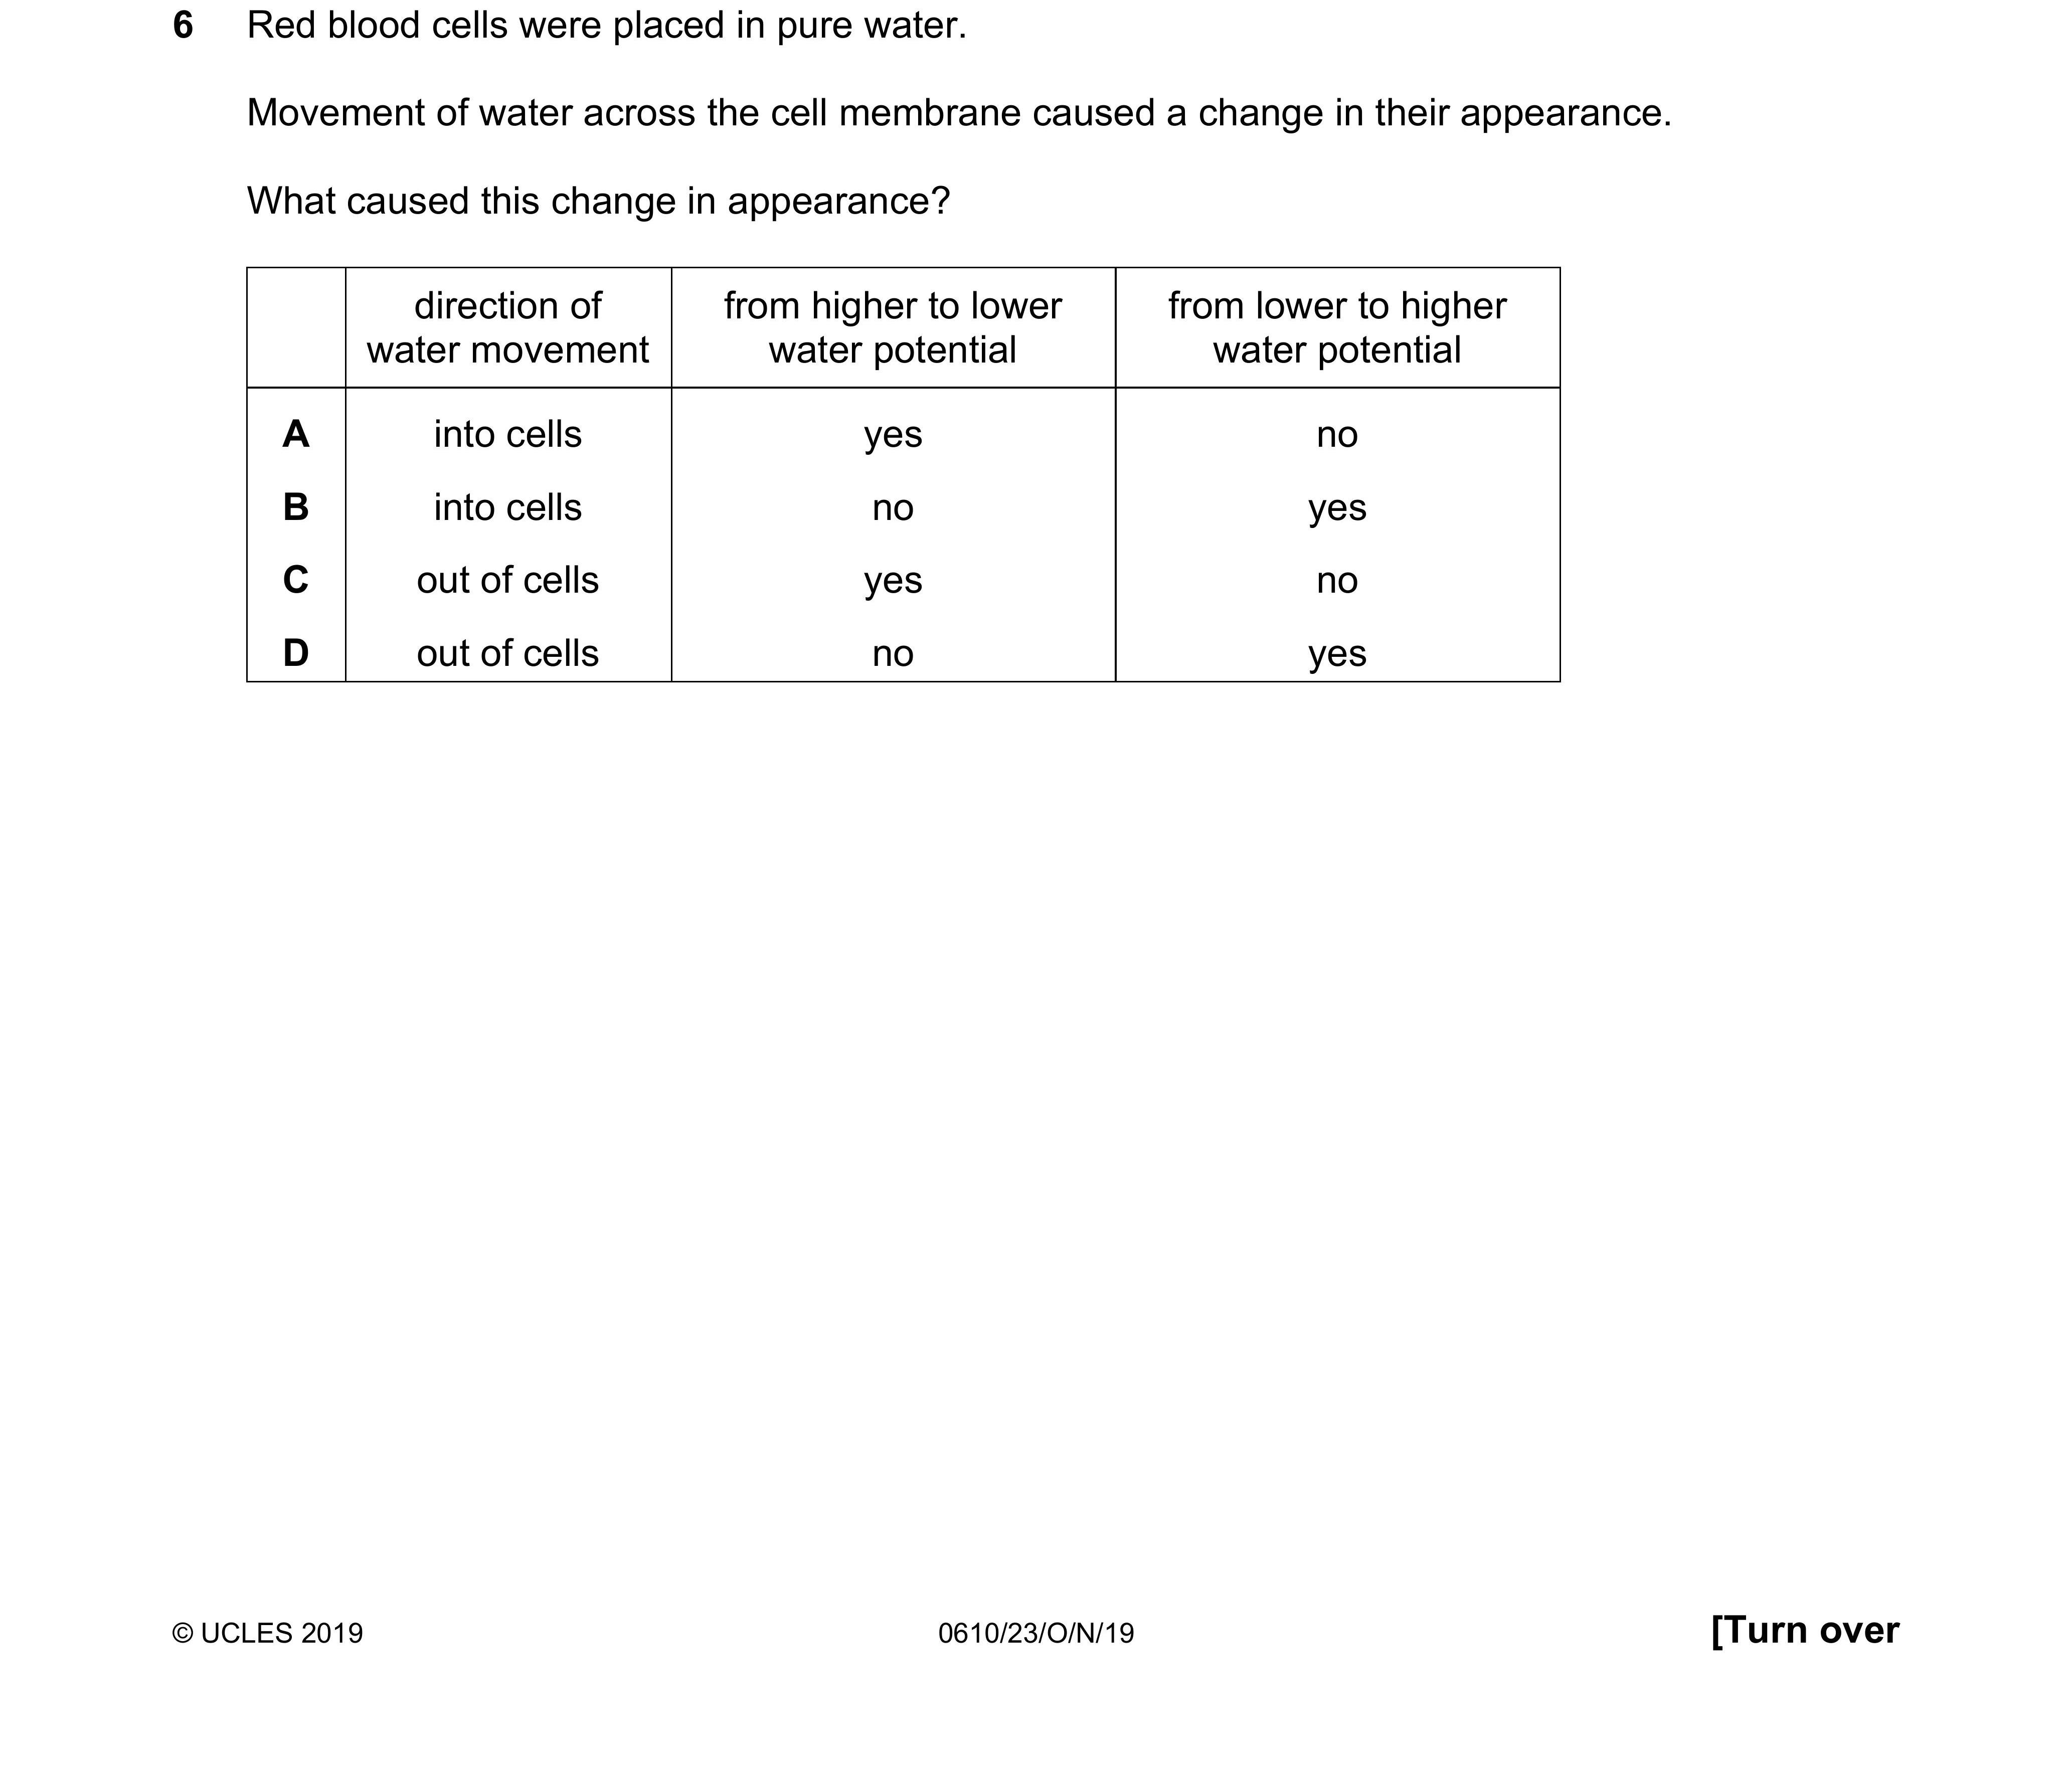 6 Red blood cells were placed in pure water.
Movement of water across the cell membrane caused a change in their appearance.
What caused this change in appearance?
direction of water movement from higher to lower water potential from lower to higher water potential
A into cells yes no
B into cells no yes
C out of cells yes no
D out of cells no yes
© UCLES 2019 0610/23/O/N/19 [Turn over